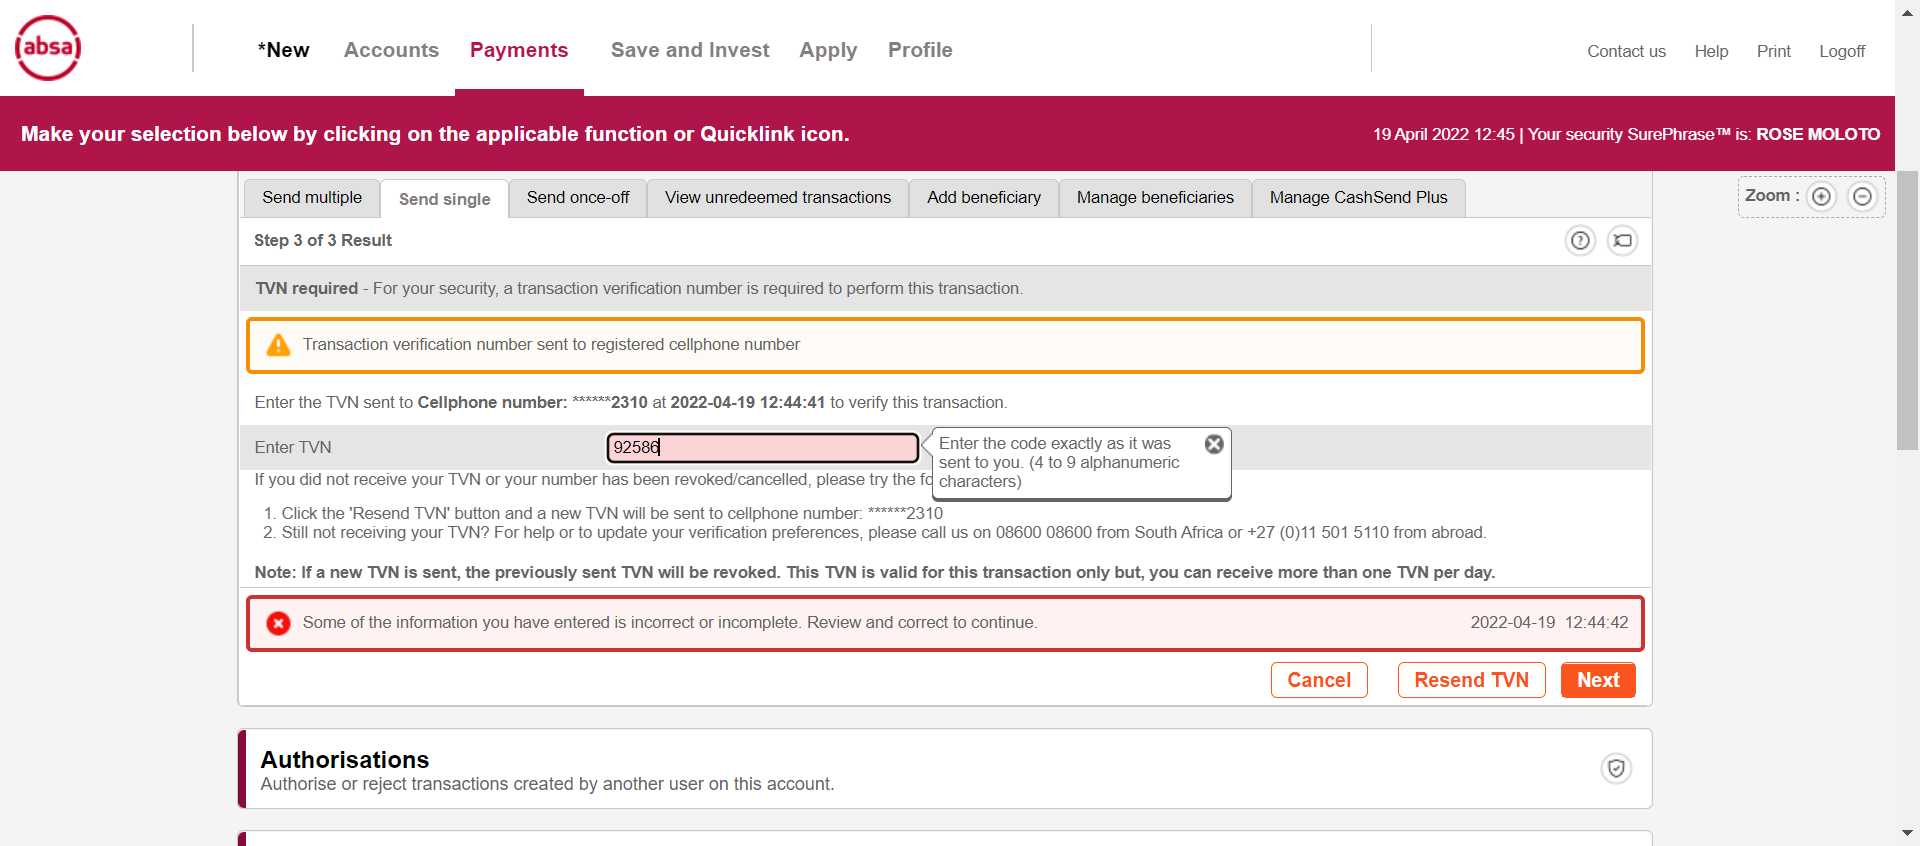 absa
*New Accounts Payments Save and Invest Apply Profile
Contact us Help Print Logoff
Make your selection below by clicking on the applicable function or Quicklink icon.
19 April 2022 12:45 | Your security SurePhrase™ is: ROSE MOLOTO
Send multiple Send single Send once-off View unredeemed transactions Add beneficiary Manage beneficiaries Manage CashSend Plus
Zoom :
Step 3 of 3 Result
TVN required - For your security, a transaction verification number is required to perform this transaction.
Transaction verification number sent to registered cellphone number
Enter the TVN sent to Cellphone number: ******2310 at 2022-04-19 12:44:41 to verify this transaction.
Enter TVN
92586
Enter the code exactly as it was
sent to you. (4 to 9 alphanumeric
characters)
If you did not receive your TVN or your number has been revoked/cancelled, please try the fo
1. Click the 'Resend TVN' button and a new TVN will be sent to cellphone number: ******2310
2. Still not receiving your TVN? For help or to update your verification preferences, please call us on 08600 08600 from South Africa or +27 (0)11 501 5110 from abroad.
Note: If a new TVN is sent, the previously sent TVN will be revoked. This TVN is valid for this transaction only but, you can receive more than one TVN per day.
Some of the information you have entered is incorrect or incomplete. Review and correct to continue.
2022-04-19 12:44:42
Cancel Resend TVN Next
Authorisations
Authorise or reject transactions created by another user on this account.